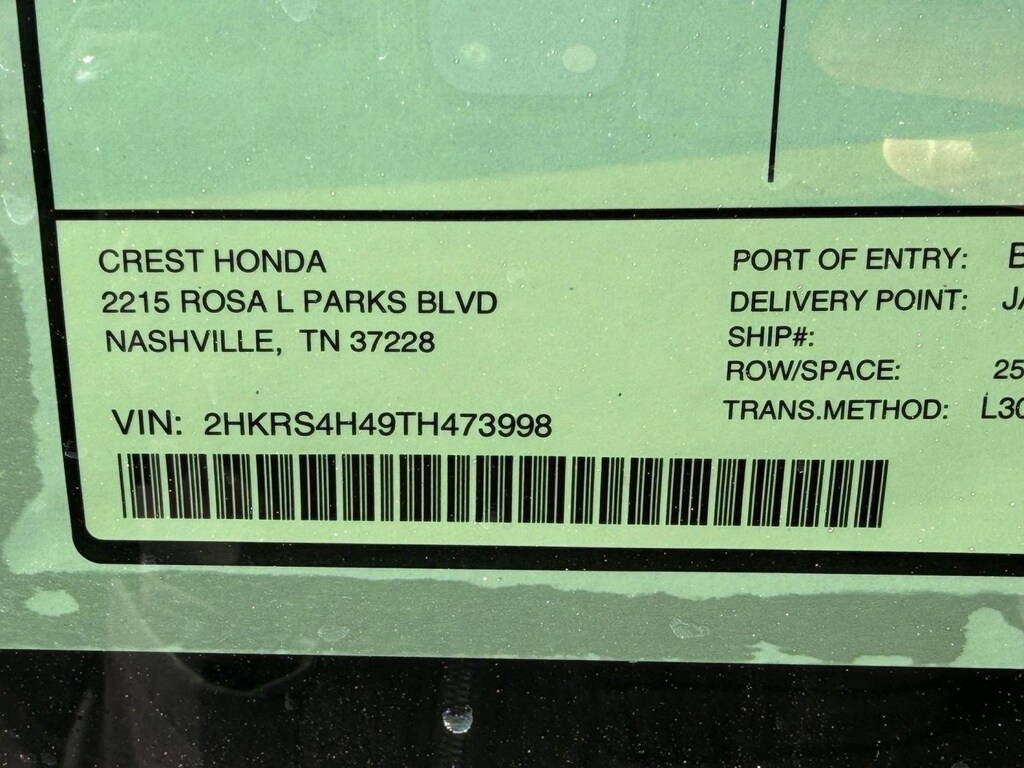 CREST HONDA
2215 ROSA L PARKS BLVD
NASHVILLE, TN 37228
VIN: 2HKRS4H49TH473998
PORT OF ENTRY:
DELIVERY POINT:
SHIP#:
ROW/SPACE: 25
TRANS.METHOD: